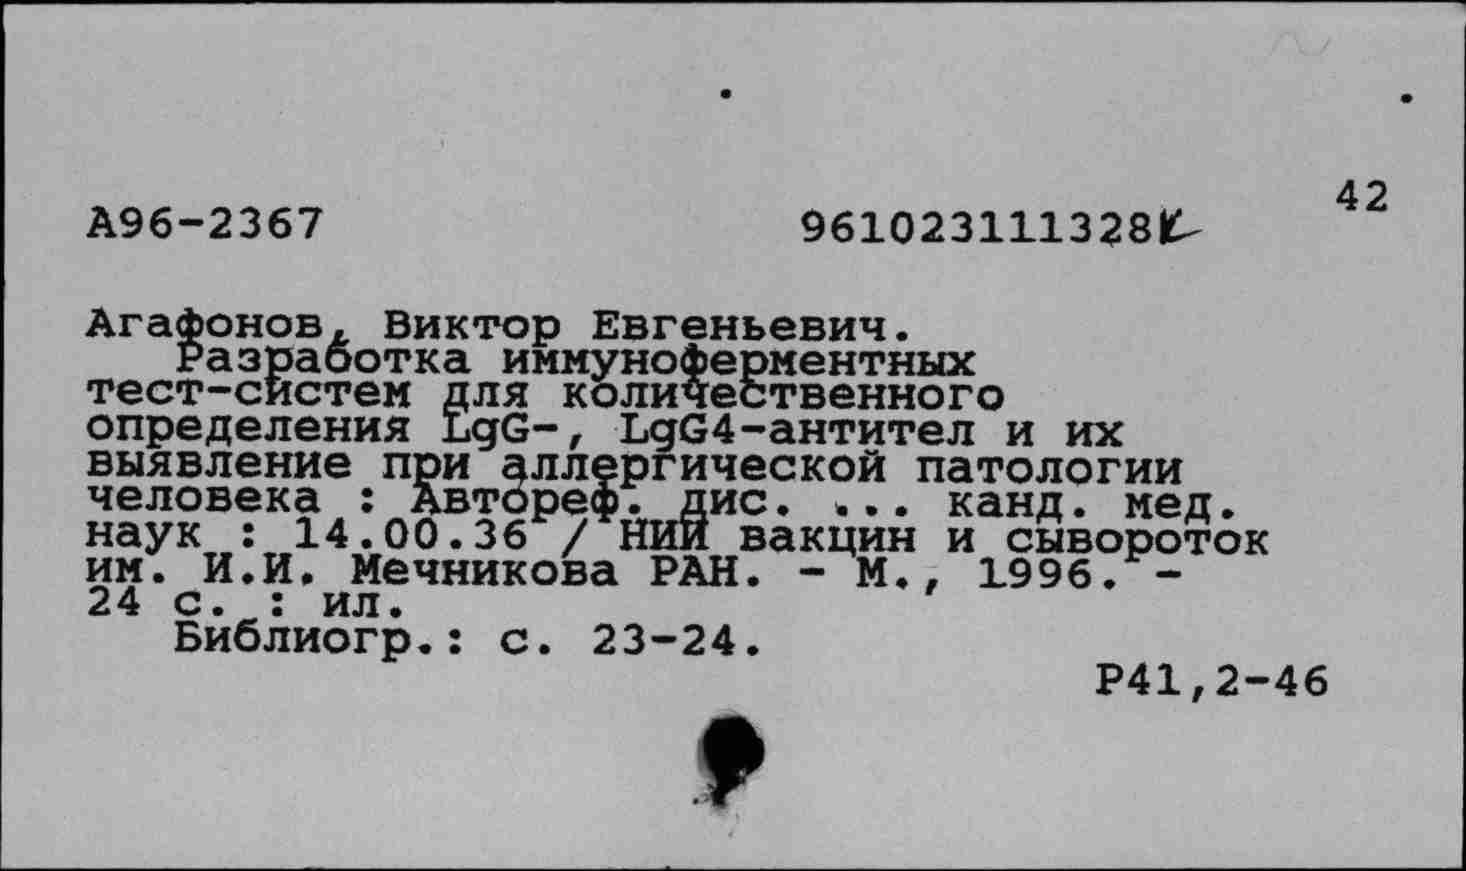 42
А96-2367 961023111328
Агафонов, Виктор Евгеньевич.
Разработка иммуноферментных
тест-систем для количественного
определения LgG-, LgG4-антител и их
выявление при аллергической патологии
человека : Автореф. дис. ... канд. мед.
наук : 14.00.36 / НИИ вакцин и сывороток
им. И.И. Мечникова РАН. - М., 1996. -
24 с. : ил.
Библиогр.: с. 23-24.
Р41,2-46